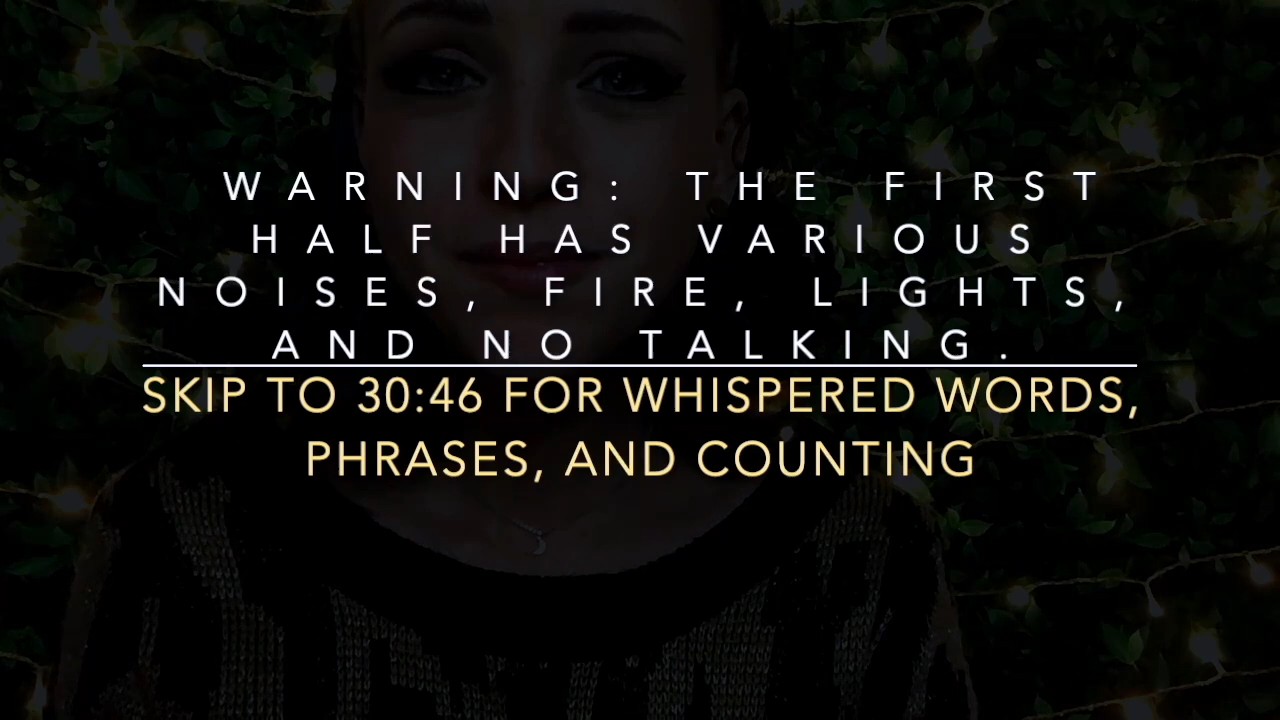 WARNING: THE FIRST
HALF HAS VARIOUS
NOISES, FIRE, LIGHTS,
AND NO TALKING.
SKIP TO 30:46 FOR WHISPERED WORDS,
PHRASES, AND COUNTING